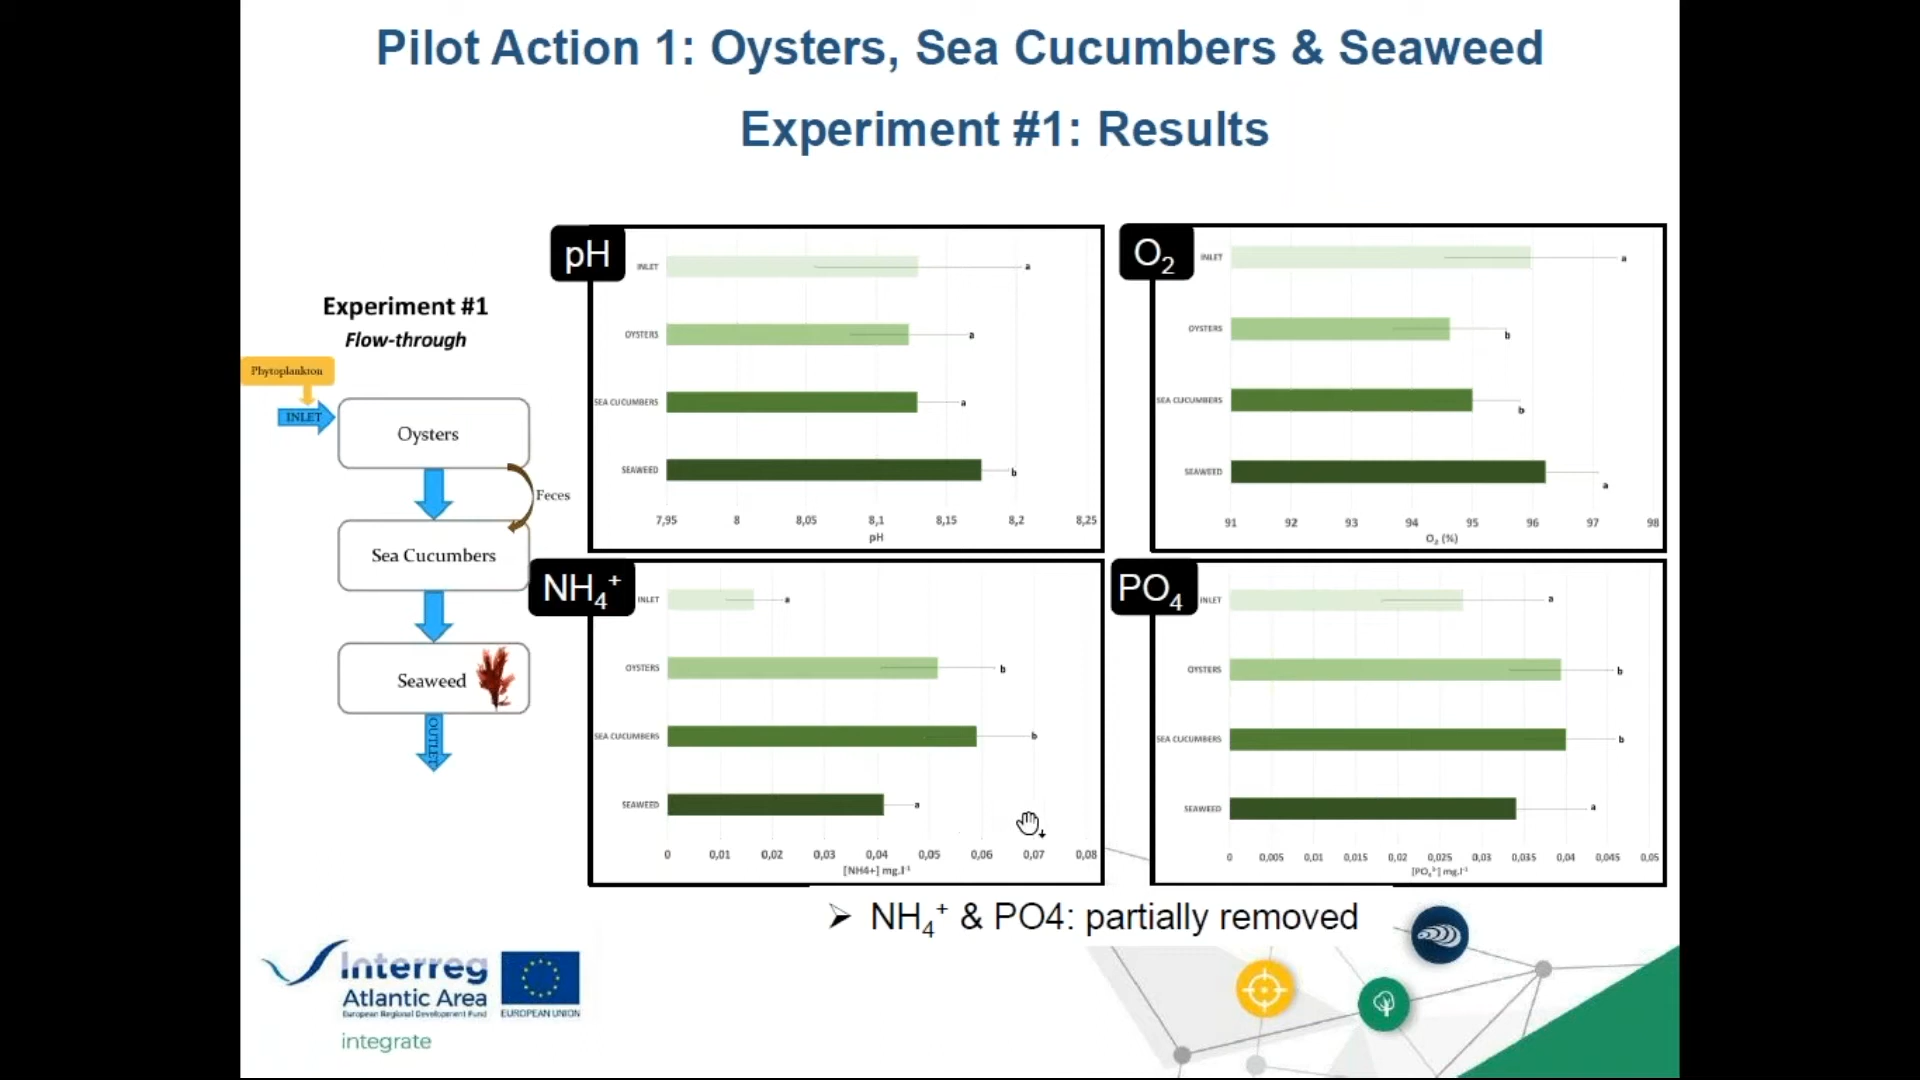 Pilot Action 1: Oysters, Sea Cucumbers & Seaweed
Experiment #1: Results
Experiment #1
Flow-through
Phytoplankton
INLET
Oysters
Feces
Sea Cucumbers
Seaweed
OUTLET
pH
INLET a
OYSTERS a
SEA CUCUMBERS a
SEAWEED b
7,95 8 8,05 8,1 8,15 8,2 8,25
pH
O₂
INLET a
OYSTERS b
SEA CUCUMBERS b
SEAWEED a
91 92 93 94 95 96 97 98
O₂ (%)
NH₄⁺
INLET a
OYSTERS b
SEA CUCUMBERS b
SEAWEED a
0 0,01 0,02 0,03 0,04 0,05 0,06 0,07 0,08
[NH4+] mg.l⁻¹
PO₄
INLET a
OYSTERS b
SEA CUCUMBERS b
SEAWEED a
0 0,005 0,01 0,015 0,02 0,025 0,03 0,035 0,04 0,045 0,05
[PO₄³⁻] mg.l⁻¹
➢ NH₄⁺ & PO4: partially removed
Interreg
Atlantic Area
European Regional Development Fund
EUROPEAN UNION
integrate